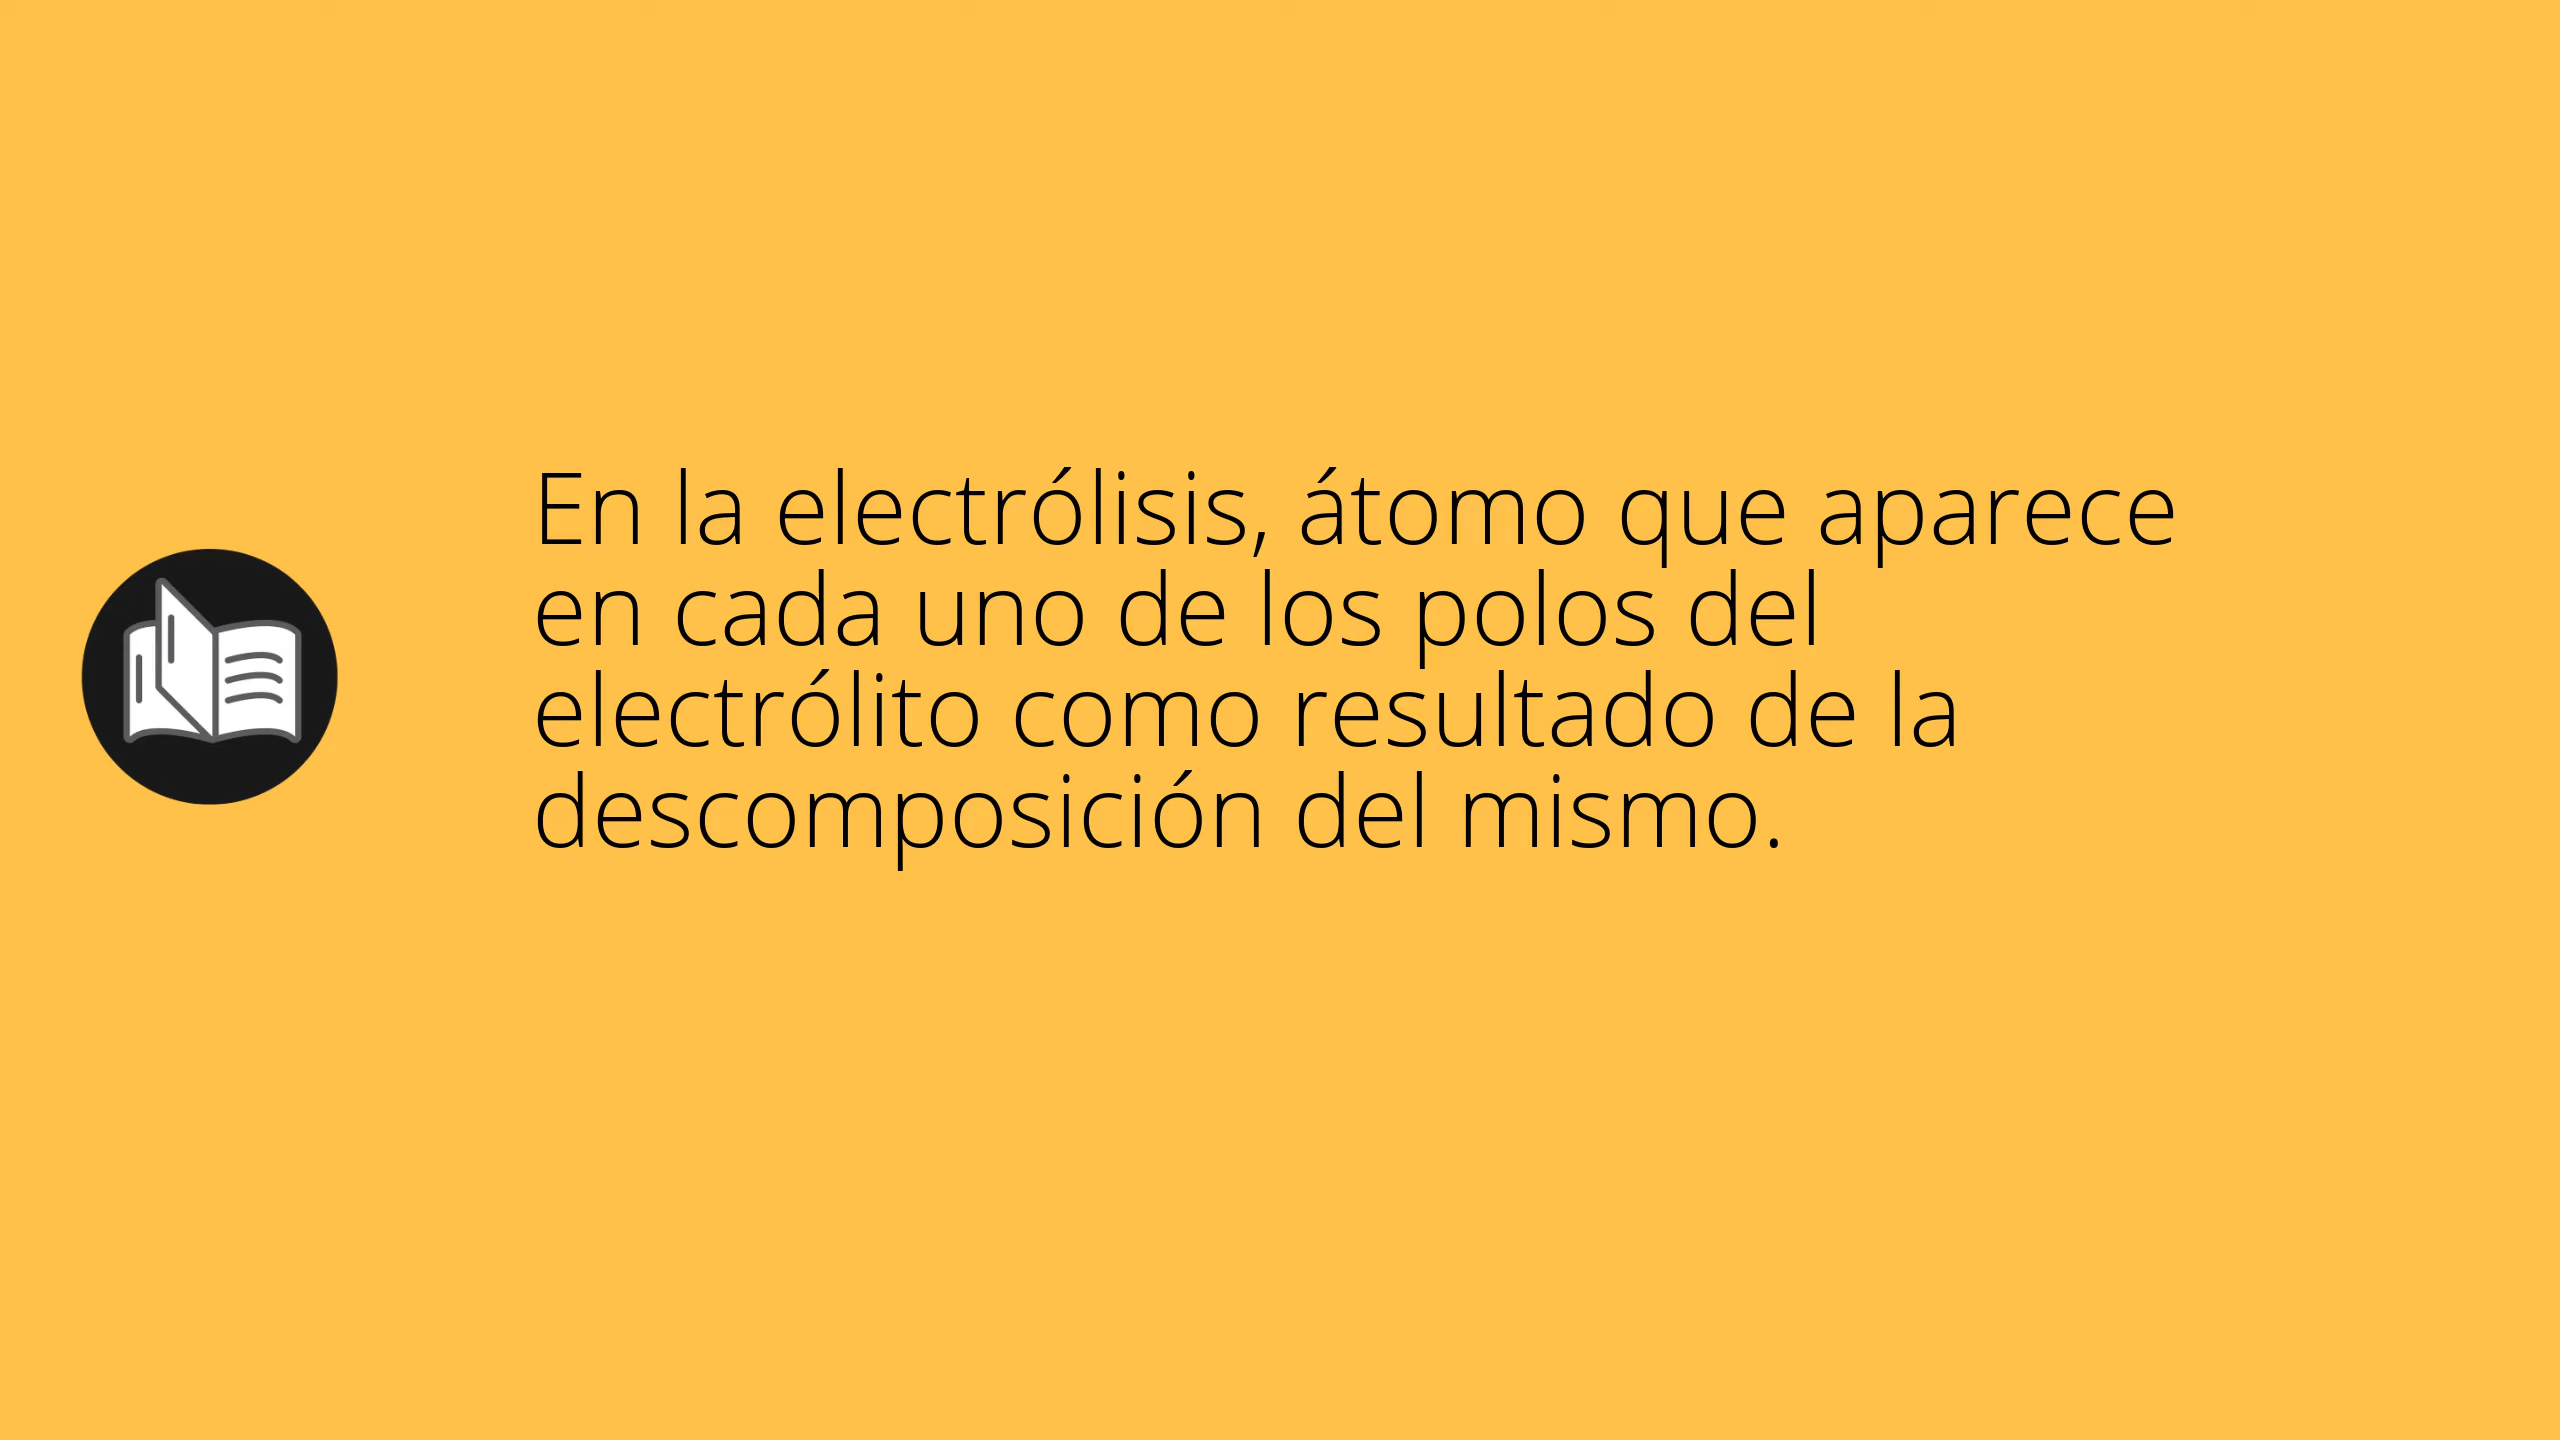 En la electrólisis, átomo que aparece
en cada uno de los polos del
electrólito como resultado de la
descomposición del mismo.